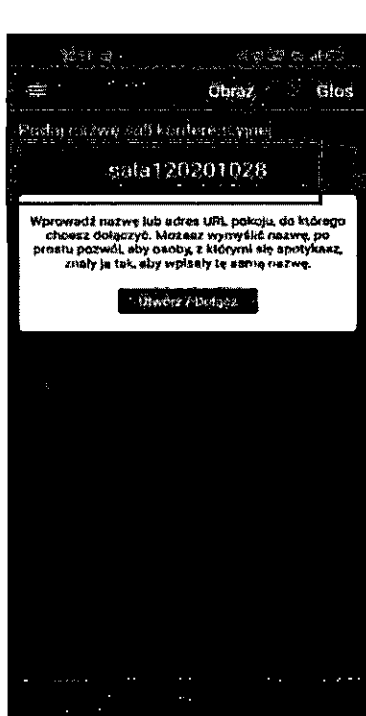 Obraz Głos
Podaj nazwę sali konferencyjnej
sala120201028
Wprowadź nazwę lub adres URL pokoju, do którego
chcesz dołączyć. Możesz wymyślić nazwę, po
prostu pozwól, aby osoby, z którymi się spotykasz,
znały ją tak, aby wpisały tę samą nazwę.
Utwórz / Dołącz